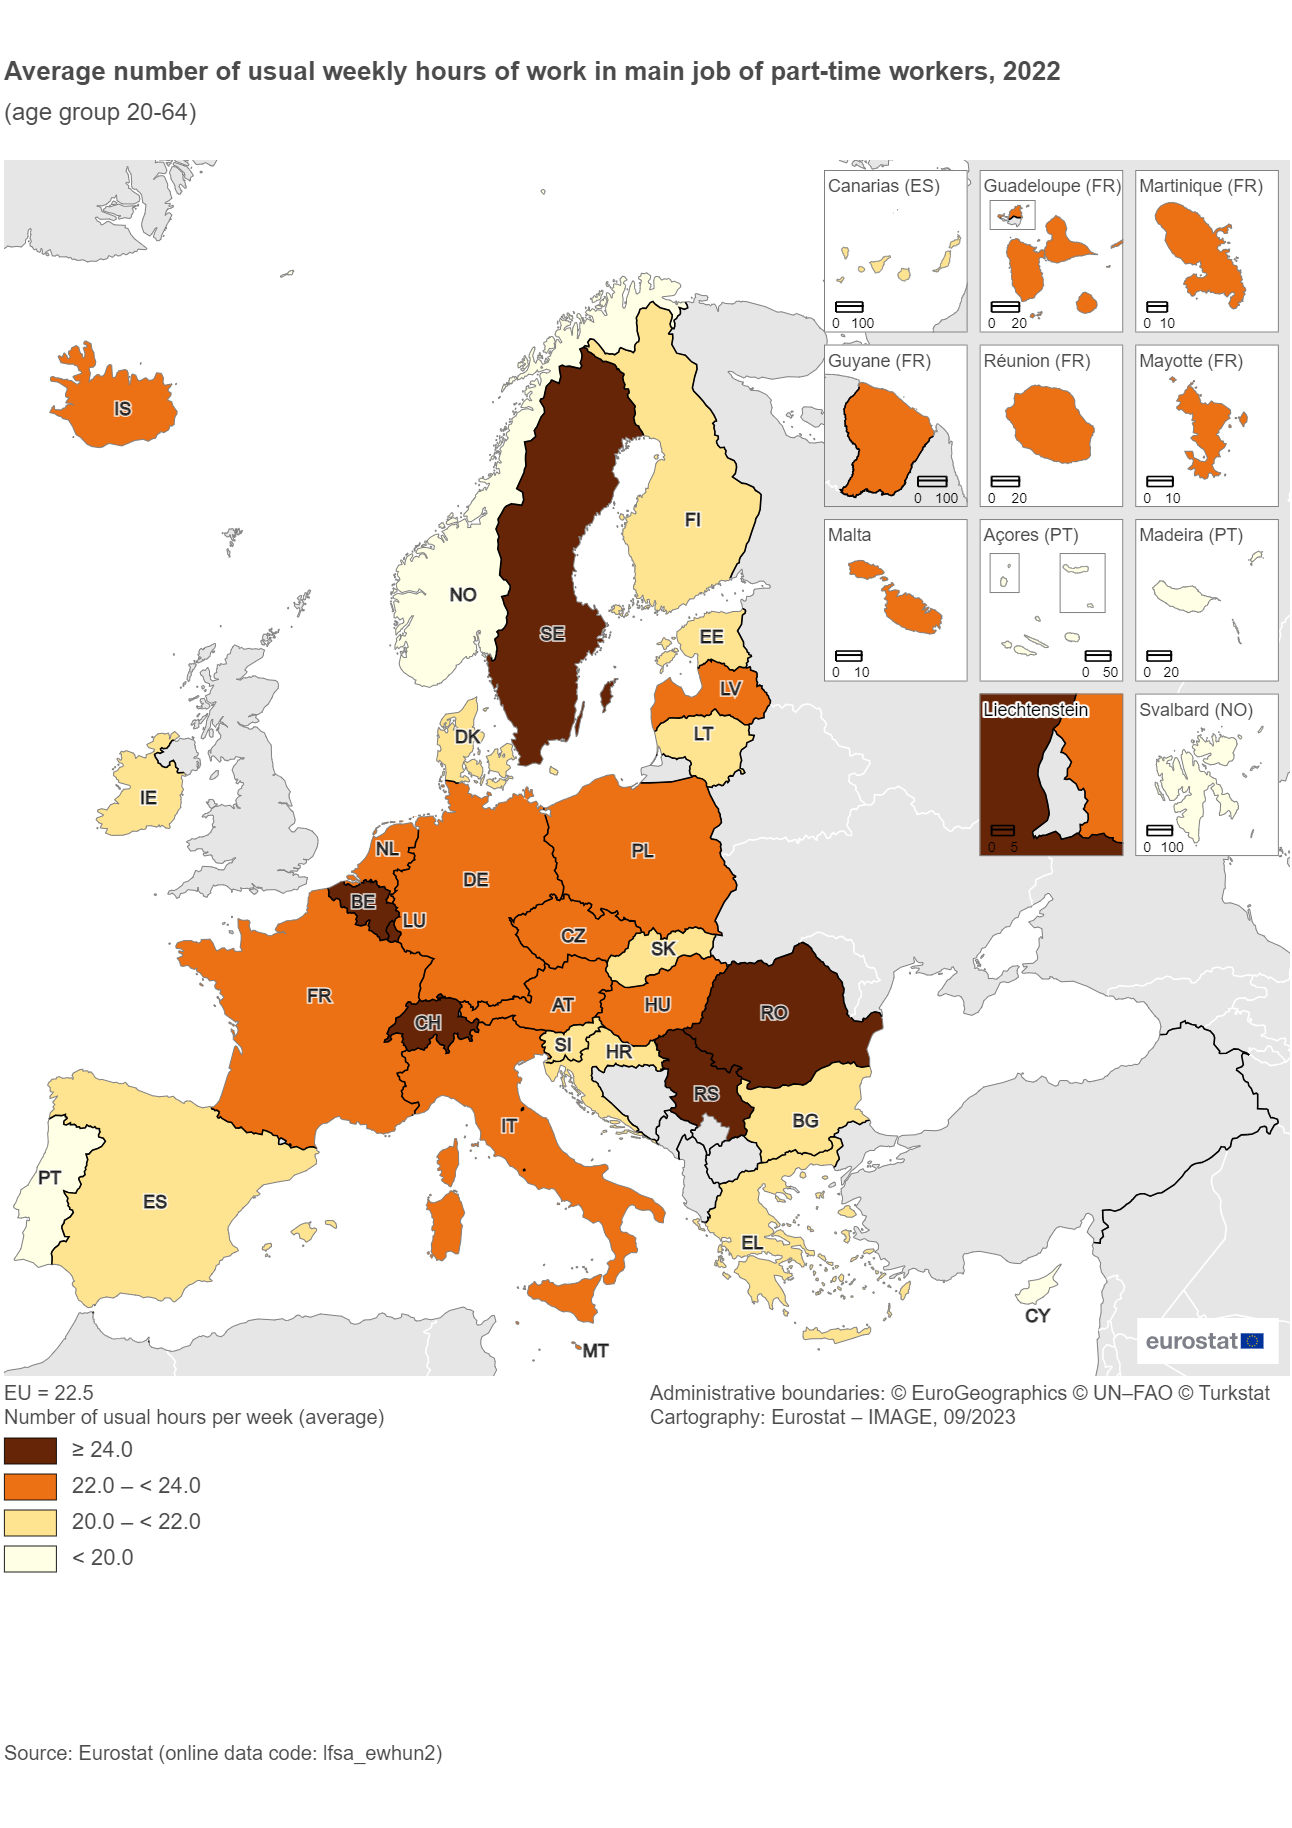 Average number of usual weekly hours of work in main job of part-time workers, 2022
(age group 20-64)
Canarias (ES)
0 100
Guadeloupe (FR)
0 20
Martinique (FR)
0 10
Guyane (FR)
0 100
Réunion (FR)
0 20
Mayotte (FR)
0 10
Malta
0 10
Açores (PT)
0 50
Madeira (PT)
0 20
Liechtenstein
0 5
Svalbard (NO)
0 100
IS
FI
NO
SE
EE
LV
DK
LT
IE
NL
PL
DE
BE
LU
CZ
SK
FR
AT
HU
RO
CH
SI
HR
RS
BG
IT
PT
ES
EL
CY
MT
eurostat
EU = 22.5
Number of usual hours per week (average)
≥ 24.0
22.0 – < 24.0
20.0 – < 22.0
< 20.0
Administrative boundaries: © EuroGeographics © UN–FAO © Turkstat
Cartography: Eurostat – IMAGE, 09/2023
Source: Eurostat (online data code: lfsa_ewhun2)